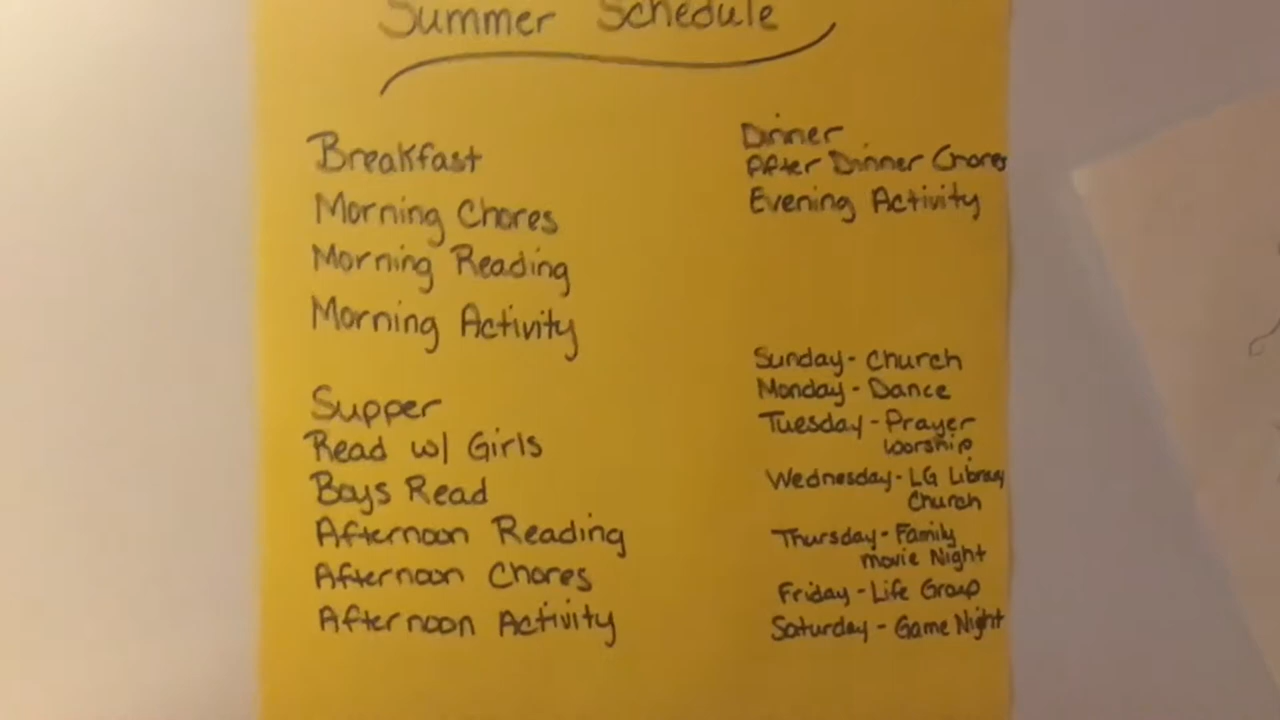 Summer Schedule
Breakfast
Morning Chores
Morning Reading
Morning Activity
Supper
Read w/ Girls
Boys Read
Afternoon Reading
Afternoon Chores
Afternoon Activity
Dinner
After Dinner Chores
Evening Activity
Sunday - Church
Monday - Dance
Tuesday - Prayer
Worship
Wednesday - LG Library
Church
Thursday - Family
Movie Night
Friday - Life Group
Saturday - Game Night